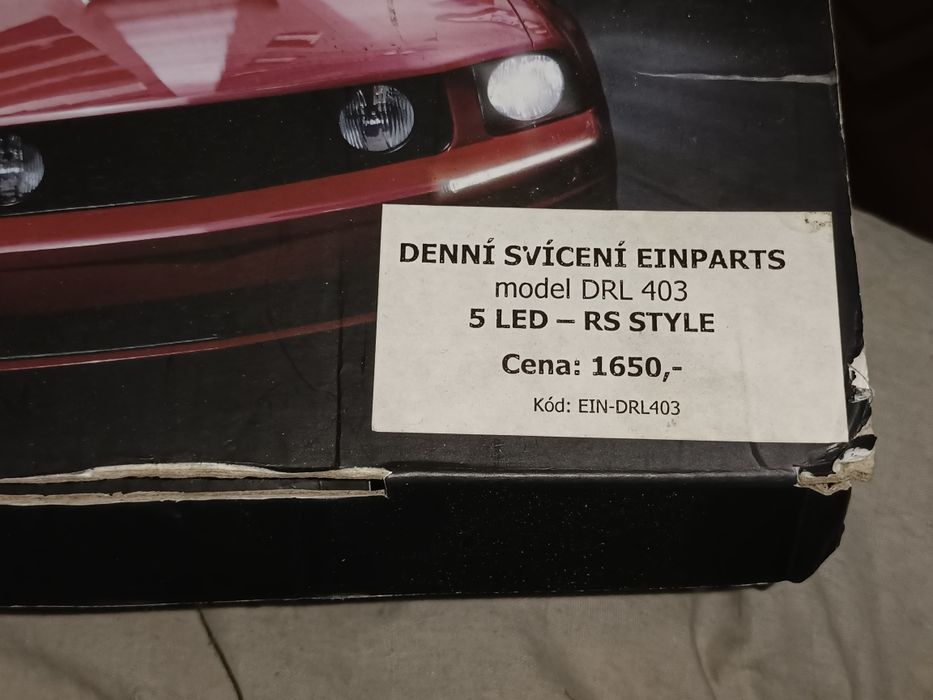 DENNÍ SVÍCENÍ EINPARTS
model DRL 403
5 LED – RS STYLE
Cena: 1650,-
Kód: EIN-DRL403